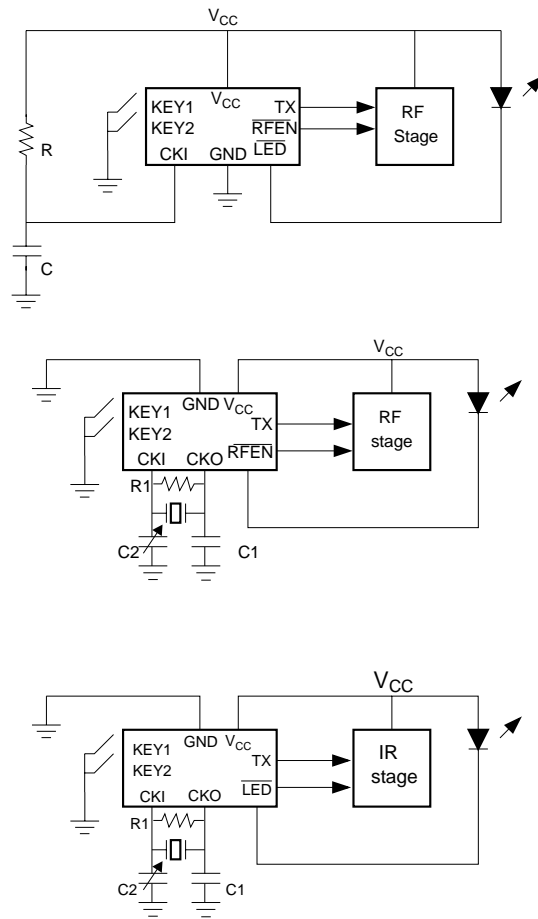 VCC
KEY1
KEY2
VCC
TX
RFEN
LED
CKI
GND
RF
Stage
R
C
VCC
GND
VCC
KEY1
KEY2
TX
RFEN
CKI
CKO
RF
stage
R1
C2
C1
VCC
GND
VCC
KEY1
KEY2
TX
LED
CKI
CKO
IR
stage
R1
C2
C1